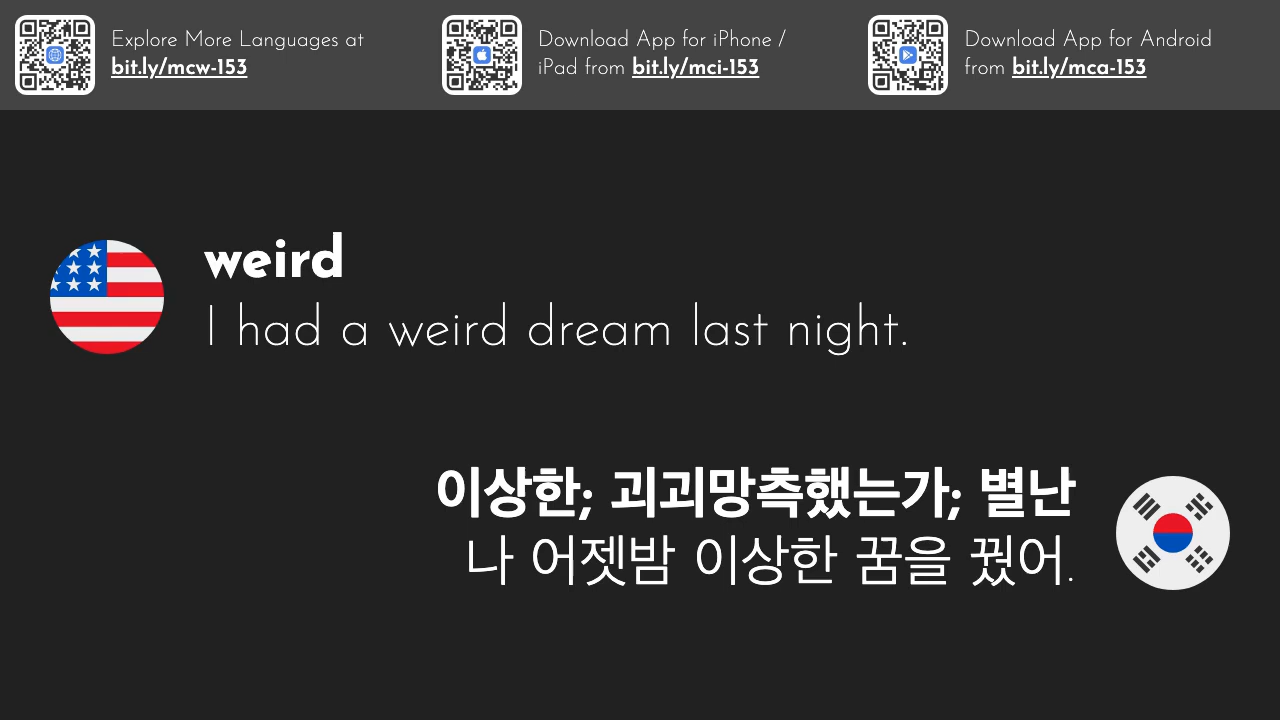 Explore More Languages at
bit.ly/mcw-153
Download App for iPhone /
iPad from bit.ly/mci-153
Download App for Android
from bit.ly/mca-153
weird
I had a weird dream last night.
이상한; 괴괴망측했는가; 별난
나 어젯밤 이상한 꿈을 꿨어.